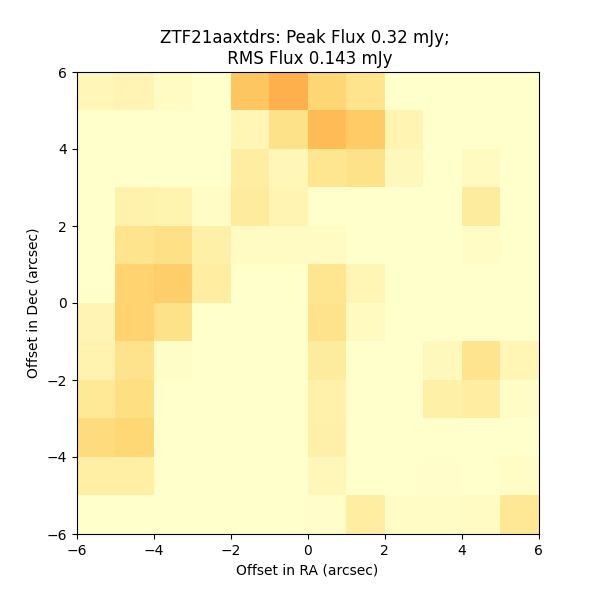 ZTF21aaxtdrs: Peak Flux 0.32 mJy;
RMS Flux 0.143 mJy
6
4
2
0
−2
−4
−6
Offset in Dec (arcsec)
−6 −4 −2 0 2 4 6
Offset in RA (arcsec)